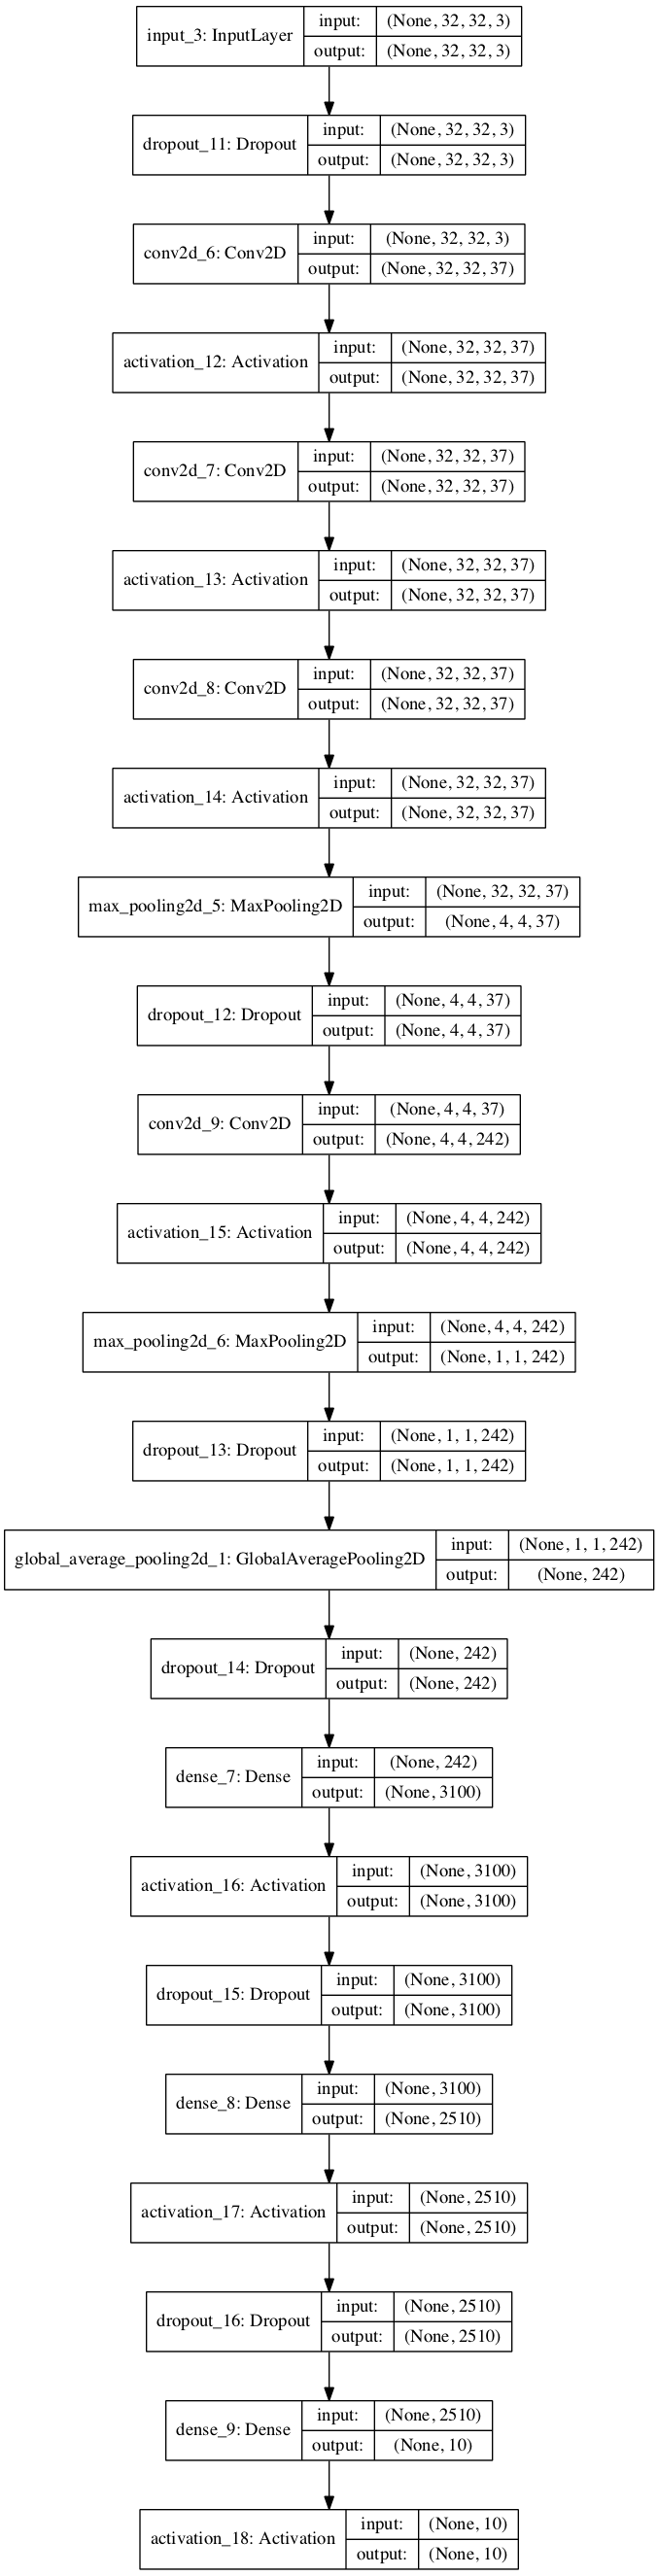 input_3: InputLayer
input: (None, 32, 32, 3)
output: (None, 32, 32, 3)
dropout_11: Dropout
input: (None, 32, 32, 3)
output: (None, 32, 32, 3)
conv2d_6: Conv2D
input: (None, 32, 32, 3)
output: (None, 32, 32, 37)
activation_12: Activation
input: (None, 32, 32, 37)
output: (None, 32, 32, 37)
conv2d_7: Conv2D
input: (None, 32, 32, 37)
output: (None, 32, 32, 37)
activation_13: Activation
input: (None, 32, 32, 37)
output: (None, 32, 32, 37)
conv2d_8: Conv2D
input: (None, 32, 32, 37)
output: (None, 32, 32, 37)
activation_14: Activation
input: (None, 32, 32, 37)
output: (None, 32, 32, 37)
max_pooling2d_5: MaxPooling2D
input: (None, 32, 32, 37)
output: (None, 4, 4, 37)
dropout_12: Dropout
input: (None, 4, 4, 37)
output: (None, 4, 4, 37)
conv2d_9: Conv2D
input: (None, 4, 4, 37)
output: (None, 4, 4, 242)
activation_15: Activation
input: (None, 4, 4, 242)
output: (None, 4, 4, 242)
max_pooling2d_6: MaxPooling2D
input: (None, 4, 4, 242)
output: (None, 1, 1, 242)
dropout_13: Dropout
input: (None, 1, 1, 242)
output: (None, 1, 1, 242)
global_average_pooling2d_1: GlobalAveragePooling2D
input: (None, 1, 1, 242)
output: (None, 242)
dropout_14: Dropout
input: (None, 242)
output: (None, 242)
dense_7: Dense
input: (None, 242)
output: (None, 3100)
activation_16: Activation
input: (None, 3100)
output: (None, 3100)
dropout_15: Dropout
input: (None, 3100)
output: (None, 3100)
dense_8: Dense
input: (None, 3100)
output: (None, 2510)
activation_17: Activation
input: (None, 2510)
output: (None, 2510)
dropout_16: Dropout
input: (None, 2510)
output: (None, 2510)
dense_9: Dense
input: (None, 2510)
output: (None, 10)
activation_18: Activation
input: (None, 10)
output: (None, 10)